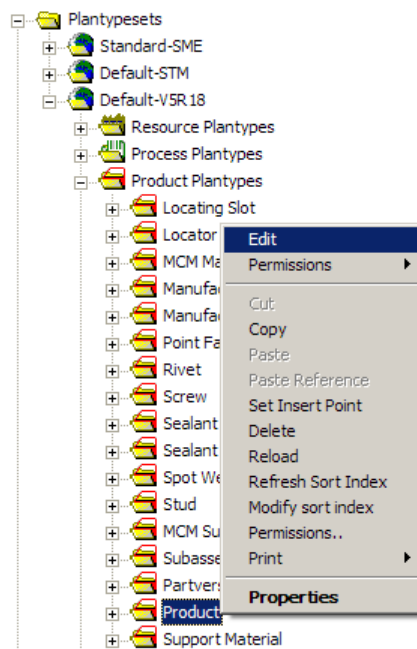 Plantypesets
Standard-SME
Default-STM
Default-V5R18
Resource Plantypes
Process Plantypes
Product Plantypes
Locating Slot
Locator
MCM Ma
Manufac
Manufac
Point Fa
Rivet
Screw
Sealant
Sealant
Spot We
Stud
MCM Su
Subasse
Partvers
Product
Support Material
Edit
Permissions
Cut
Copy
Paste
Paste Reference
Set Insert Point
Delete
Reload
Refresh Sort Index
Modify sort index
Permissions..
Print
Properties